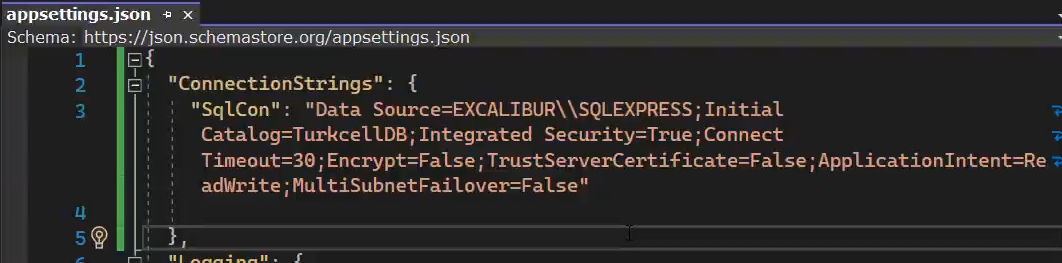 appsettings.json
Schema: https://json.schemastore.org/appsettings.json
1 {
2 "ConnectionStrings": {
3 "SqlCon": "Data Source=EXCALIBUR\\SQLEXPRESS;Initial
Catalog=TurkcellDB;Integrated Security=True;Connect
Timeout=30;Encrypt=False;TrustServerCertificate=False;ApplicationIntent=Re
adWrite;MultiSubnetFailover=False"
4
5 },
6 "Logging": {